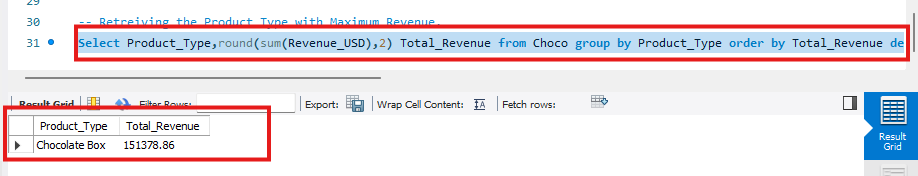 29
30 -- Retreiving the Product Type with Maximum Revenue.
31 Select Product_Type,round(sum(Revenue_USD),2) Total_Revenue from Choco group by Product_Type order by Total_Revenue de
Result Grid Filter Rows: Export: Wrap Cell Content: Fetch rows:
Product_Type Total_Revenue
Chocolate Box 151378.86
Result
Grid